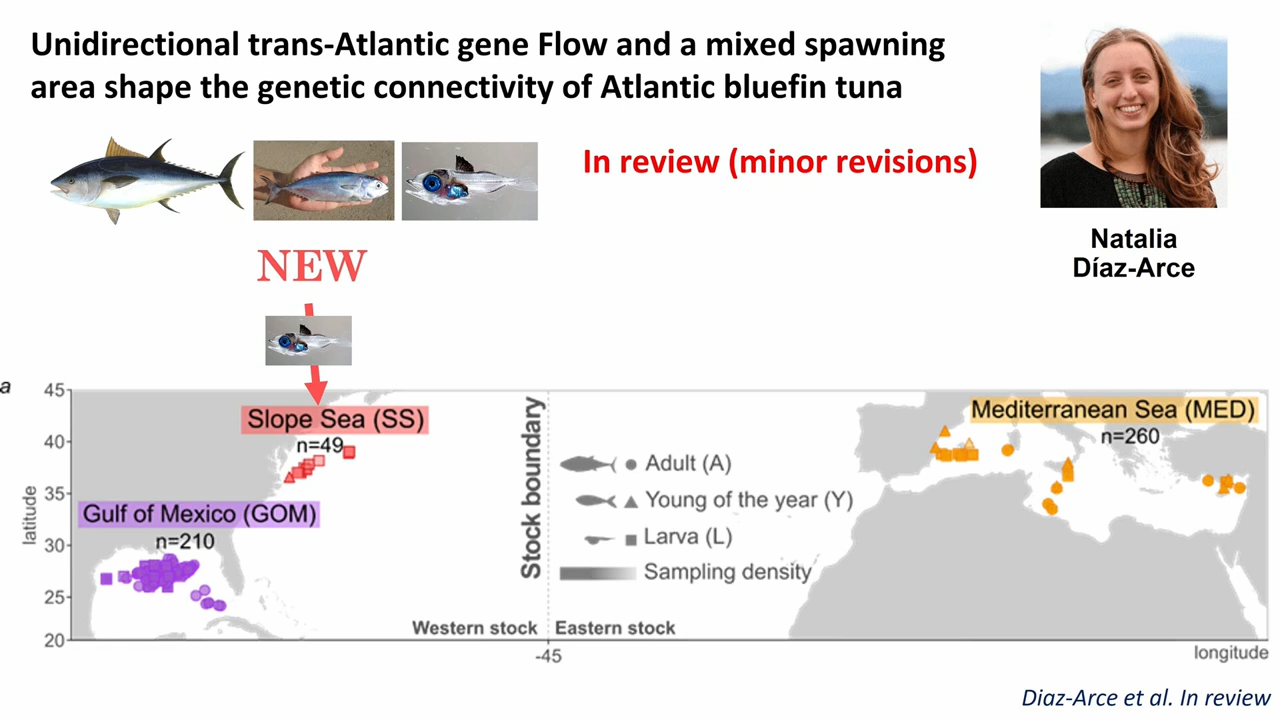 Unidirectional trans-Atlantic gene Flow and a mixed spawning
area shape the genetic connectivity of Atlantic bluefin tuna
In review (minor revisions)
Natalia
Díaz-Arce
NEW
a
45
40
35
30
25
20
latitude
Slope Sea (SS)
n=49
Gulf of Mexico (GOM)
n=210
Stock boundary
Adult (A)
Young of the year (Y)
Larva (L)
Sampling density
Mediterranean Sea (MED)
n=260
Western stock
Eastern stock
-45
longitude
Diaz-Arce et al. In review